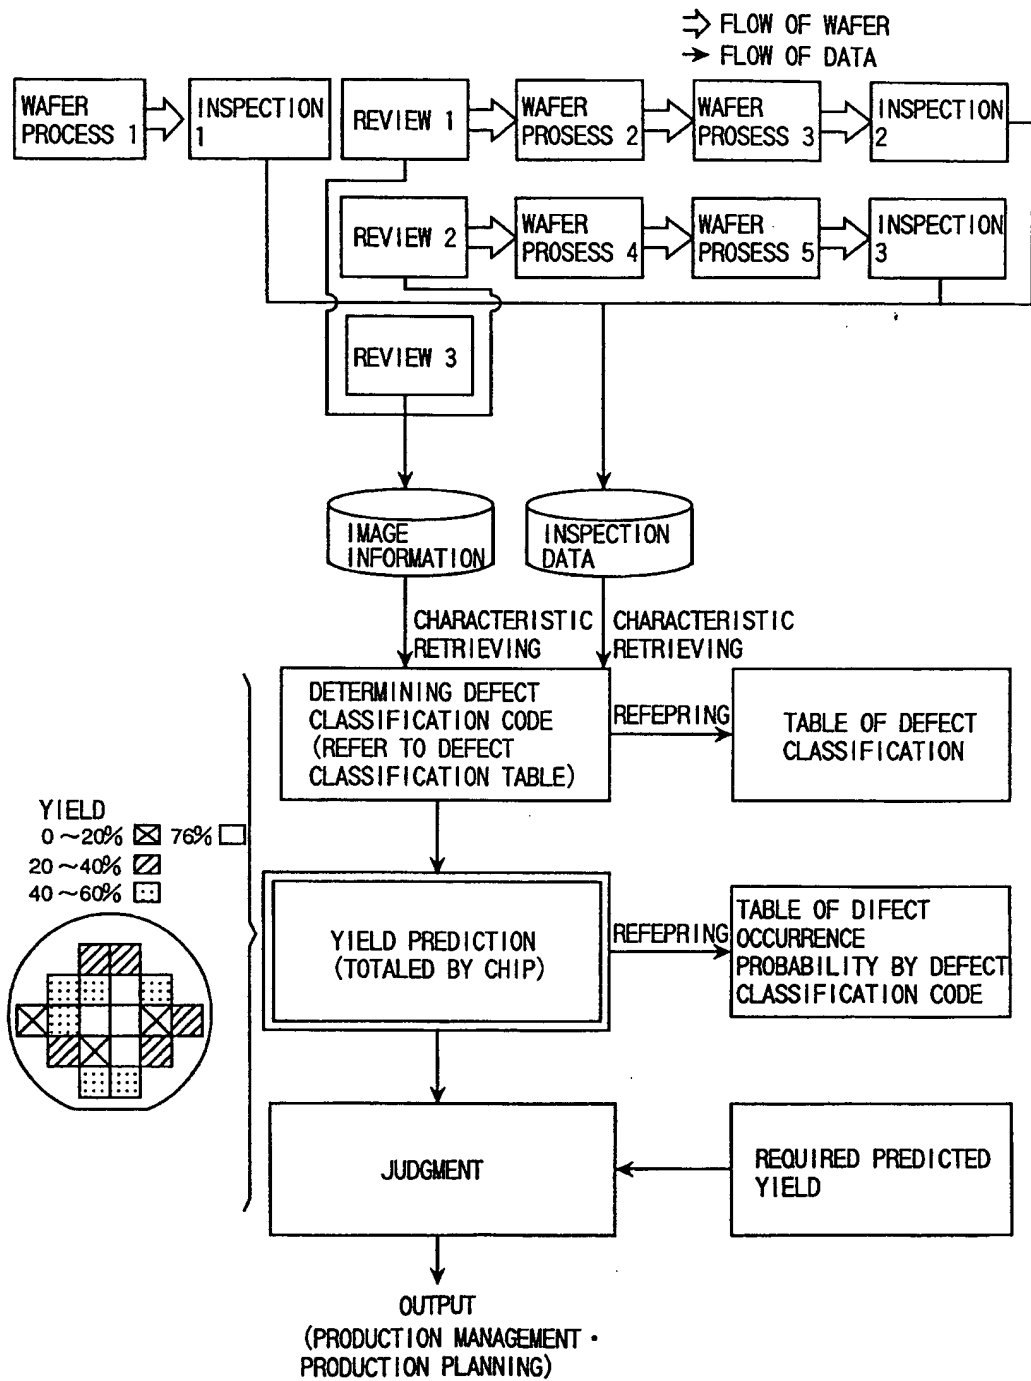 FLOW OF WAFER
FLOW OF DATA
WAFER
PROCESS 1
INSPECTION
1
REVIEW 1
WAFER
PROSESS 2
WAFER
PROSESS 3
INSPECTION
2
REVIEW 2
WAFER
PROSESS 4
WAFER
PROSESS 5
INSPECTION
3
REVIEW 3
IMAGE
INFORMATION
INSPECTION
DATA
CHARACTERISTIC
RETRIEVING
CHARACTERISTIC
RETRIEVING
DETERMINING DEFECT
CLASSIFICATION CODE
(REFER TO DEFECT
CLASSIFICATION TABLE)
REFEPRING
TABLE OF DEFECT
CLASSIFICATION
YIELD
0～20% 76%
20～40%
40～60%
YIELD PREDICTION
(TOTALED BY CHIP)
REFEPRING
TABLE OF DIFECT
OCCURRENCE
PROBABILITY BY DEFECT
CLASSIFICATION CODE
JUDGMENT
REQUIRED PREDICTED
YIELD
OUTPUT
(PRODUCTION MANAGEMENT・
PRODUCTION PLANNING)